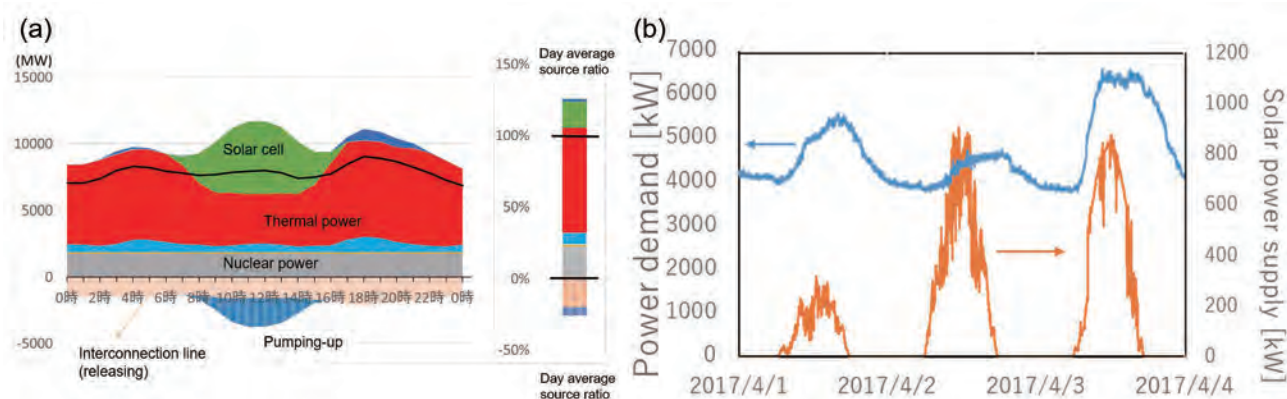 (a)
(MW)
15000
10000
5000
0
-5000
Solar cell
Thermal power
Nuclear power
0時 2時 4時 6時 8時 10時 12時 14時 16時 18時 20時 22時 0時
Interconnection line
(releasing)
Pumping-up
Day average
source ratio
150%
100%
50%
0%
-50%
Day average
source ratio
(b)
Power demand [kW]
7000
6000
5000
4000
3000
2000
1000
0
1200
1000
800
600
400
200
0
Solar power supply [kW]
2017/4/1 2017/4/2 2017/4/3 2017/4/4